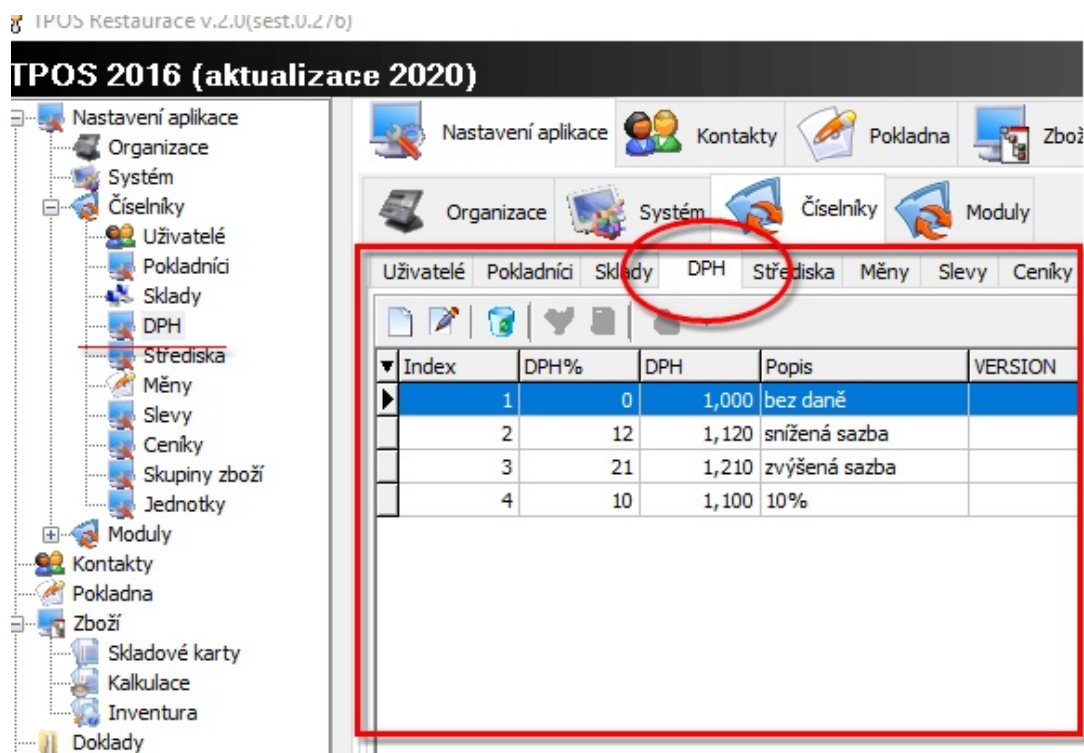 TPOS Restaurace v.2.0(sest.0.276)
TPOS 2016 (aktualizace 2020)
Nastavení aplikace
Organizace
Systém
Číselníky
Uživatelé
Pokladníci
Sklady
DPH
Střediska
Měny
Slevy
Ceníky
Skupiny zboží
Jednotky
Moduly
Kontakty
Pokladna
Zboží
Skladové karty
Kalkulace
Inventura
Doklady
Nastavení aplikace Kontakty Pokladna Zbož
Organizace Systém Číselníky Moduly
Uživatelé Pokladníci Sklady DPH Střediska Měny Slevy Ceníky
Index DPH% DPH Popis VERSION
1 0 1,000 bez daně
2 12 1,120 snížená sazba
3 21 1,210 zvýšená sazba
4 10 1,100 10%